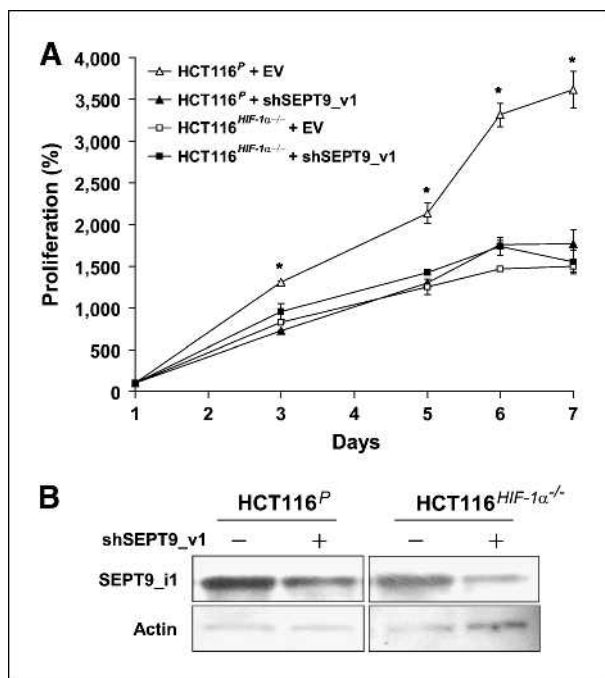 A
4,000
3,500
3,000
2,500
2,000
1,500
1,000
500
0
Proliferation (%)
HCT116P + EV
HCT116P + shSEPT9_v1
HCT116HIF-1α−/− + EV
HCT116HIF-1α−/− + shSEPT9_v1
*
*
*
*
1 2 3 4 5 6 7
Days
B
HCT116P HCT116HIF-1α−/−
shSEPT9_v1 − + − +
SEPT9_i1
Actin